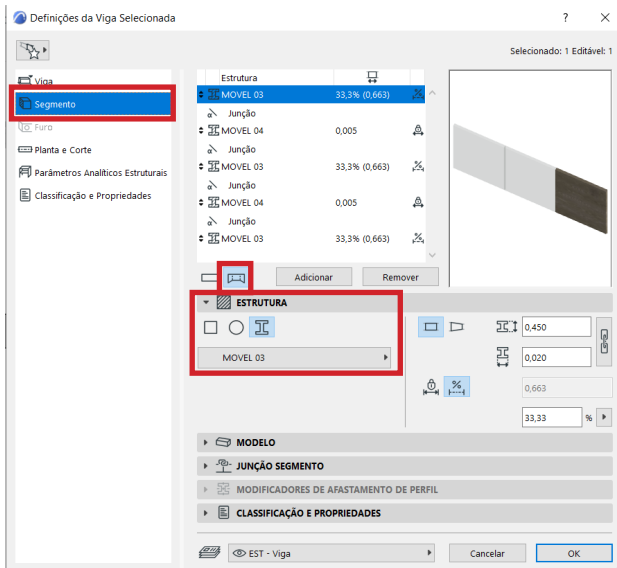 Definições da Viga Selecionada ? ×
Selecionado: 1 Editável: 1
Viga
Segmento
Furo
Planta e Corte
Parâmetros Analíticos Estruturais
Classificação e Propriedades
Estrutura
MOVEL 03 33,3% (0,663)
Junção
MOVEL 04 0,005
Junção
MOVEL 03 33,3% (0,663)
Junção
MOVEL 04 0,005
Junção
MOVEL 03 33,3% (0,663)
Adicionar Remover
ESTRUTURA
0,450
MOVEL 03
0,020
0,663
33,33 %
MODELO
JUNÇÃO SEGMENTO
MODIFICADORES DE AFASTAMENTO DE PERFIL
CLASSIFICAÇÃO E PROPRIEDADES
EST - Viga Cancelar OK